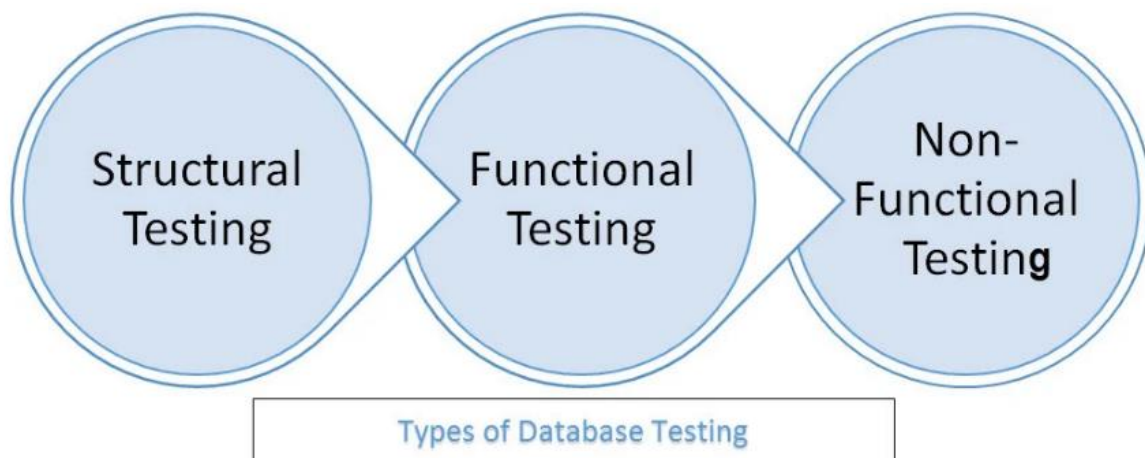 Structural
Testing
Functional
Testing
Non-
Functional
Testing
Types of Database Testing